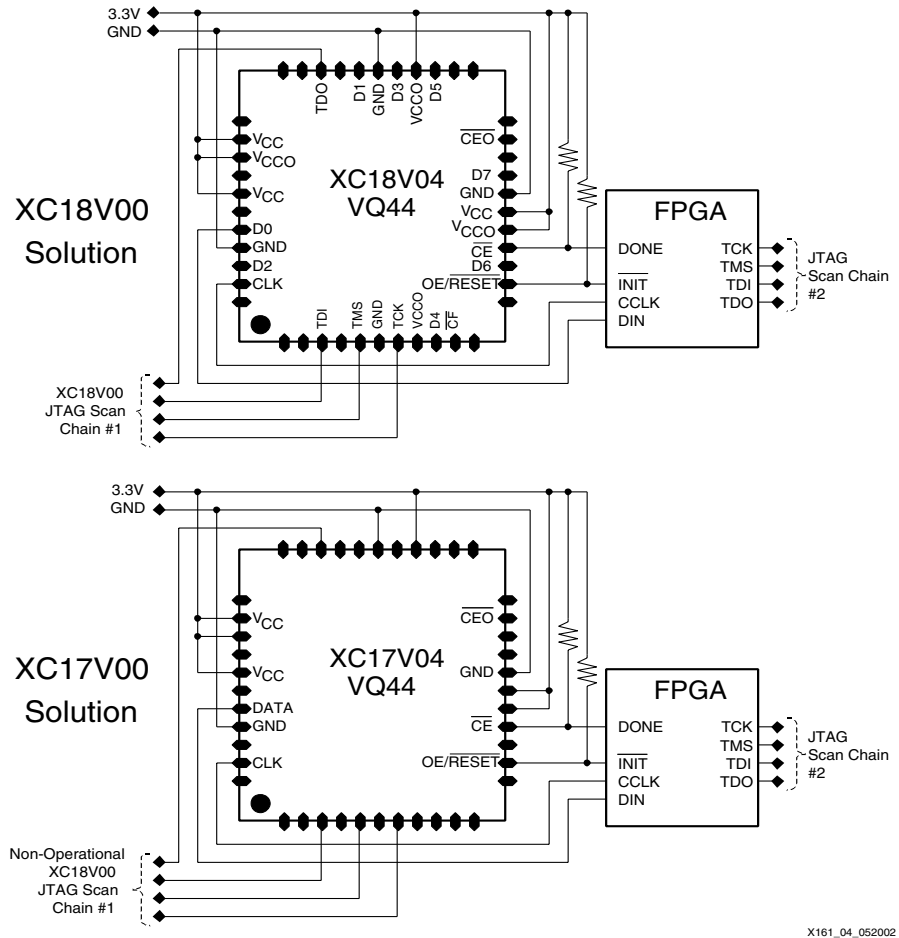 3.3V
GND
TDO
D1
GND
D3
VCCO
D5
VCC
VCCO
VCC
D0
GND
D2
CLK
XC18V04
VQ44
CEO
D7
GND
VCC
VCCO
CE
D6
OE/RESET
TDI
TMS
GND
TCK
VCCO
D4
CF
XC18V00
Solution
FPGA
DONE
INIT
CCLK
DIN
TCK
TMS
TDI
TDO
JTAG
Scan Chain
#2
XC18V00
JTAG Scan
Chain #1
3.3V
GND
VCC
VCC
DATA
GND
CLK
XC17V04
VQ44
CEO
GND
CE
OE/RESET
XC17V00
Solution
FPGA
DONE
INIT
CCLK
DIN
TCK
TMS
TDI
TDO
JTAG
Scan Chain
#2
Non-Operational
XC18V00
JTAG Scan
Chain #1
X161_04_052002